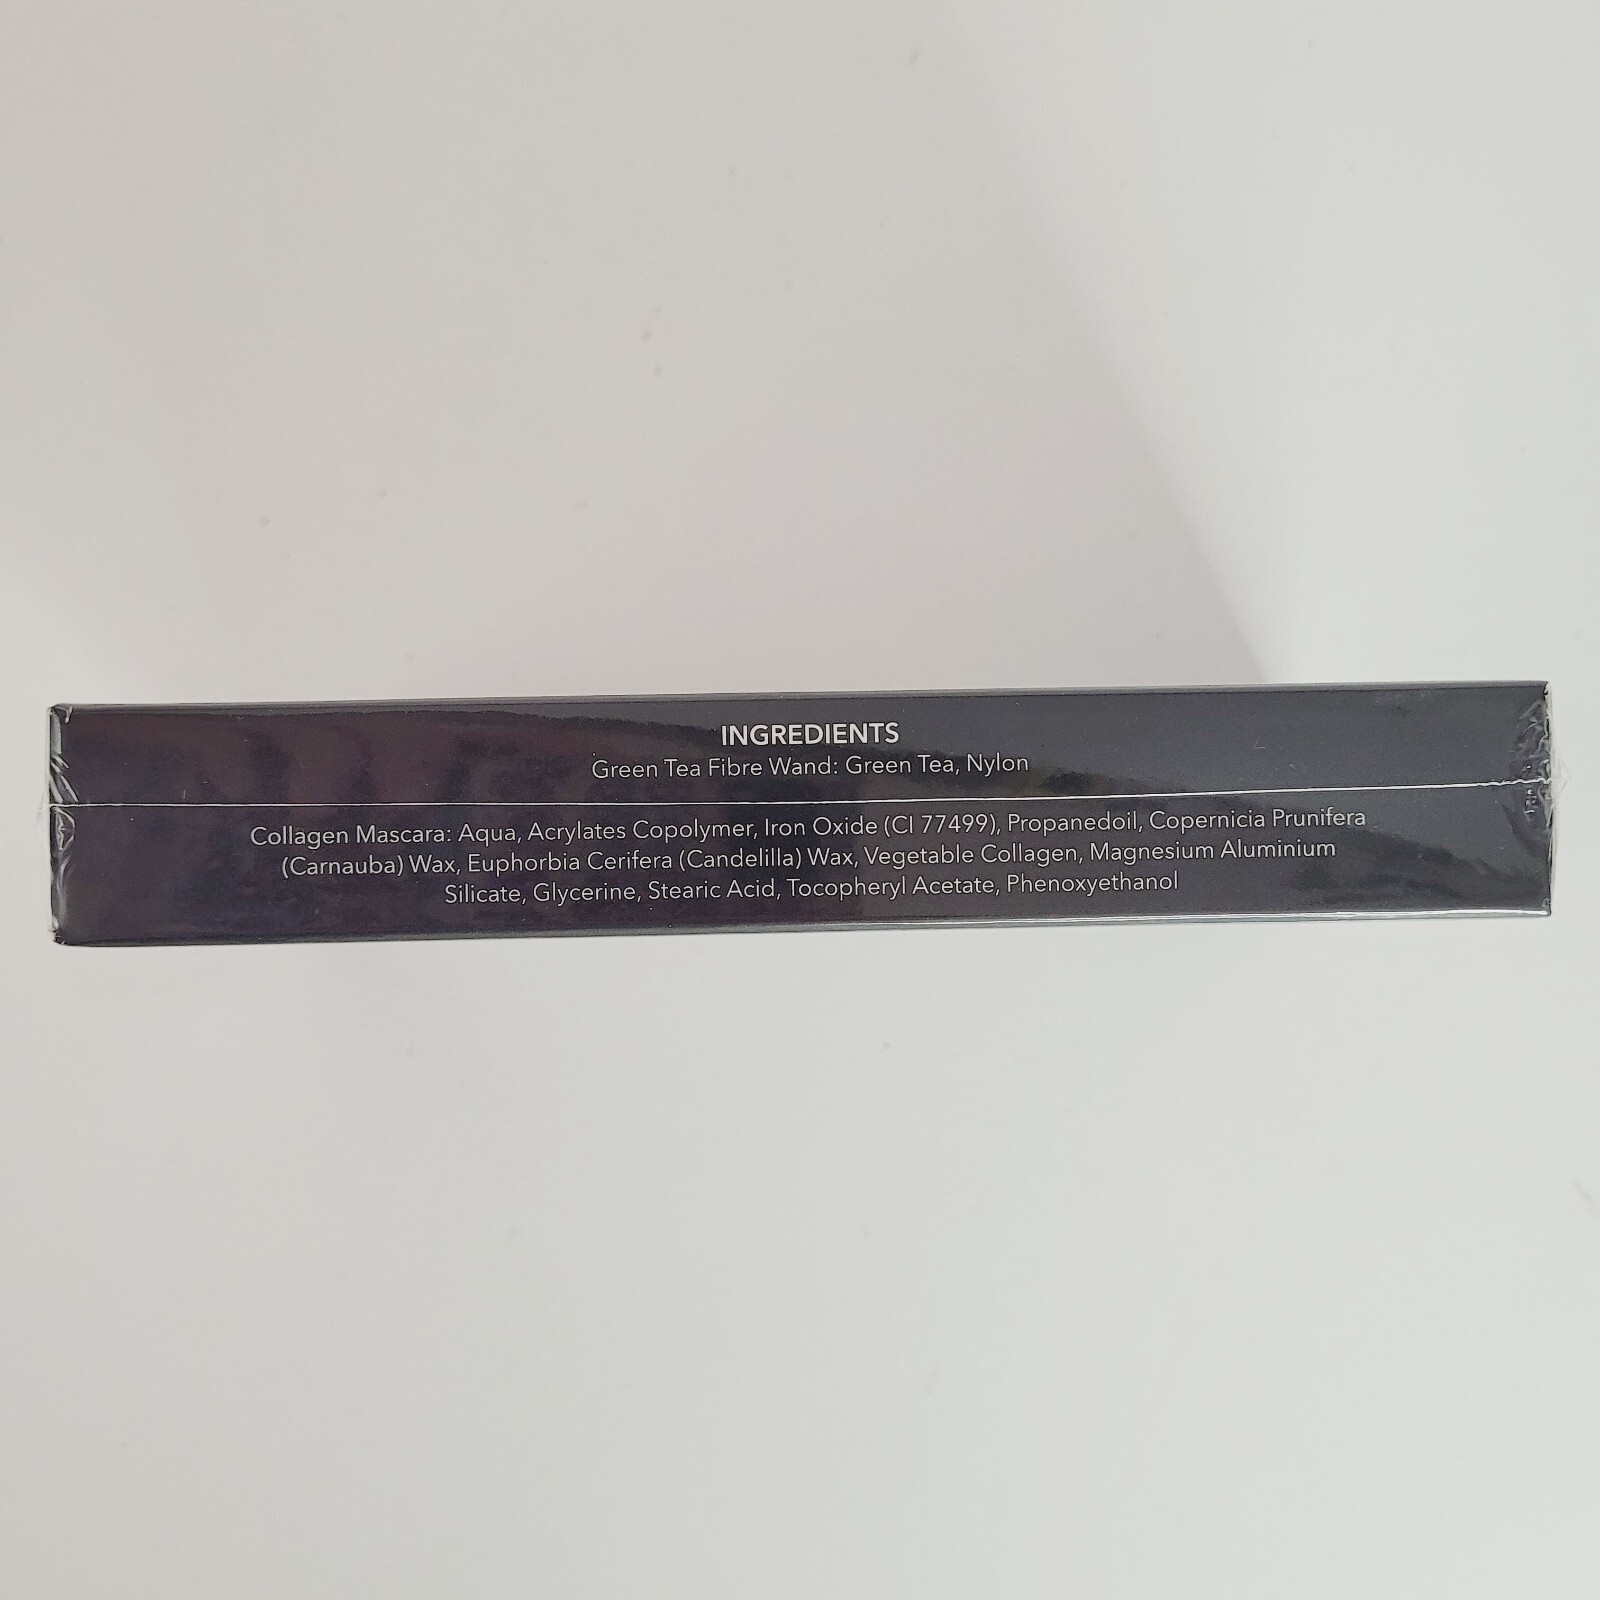 INGREDIENTS
Green Tea Fibre Wand: Green Tea, Nylon
Collagen Mascara: Aqua, Acrylates Copolymer, Iron Oxide (CI 77499), Propanedoil, Copernicia Prunifera
(Carnauba) Wax, Euphorbia Cerifera (Candelilla) Wax, Vegetable Collagen, Magnesium Aluminium
Silicate, Glycerine, Stearic Acid, Tocopheryl Acetate, Phenoxyethanol